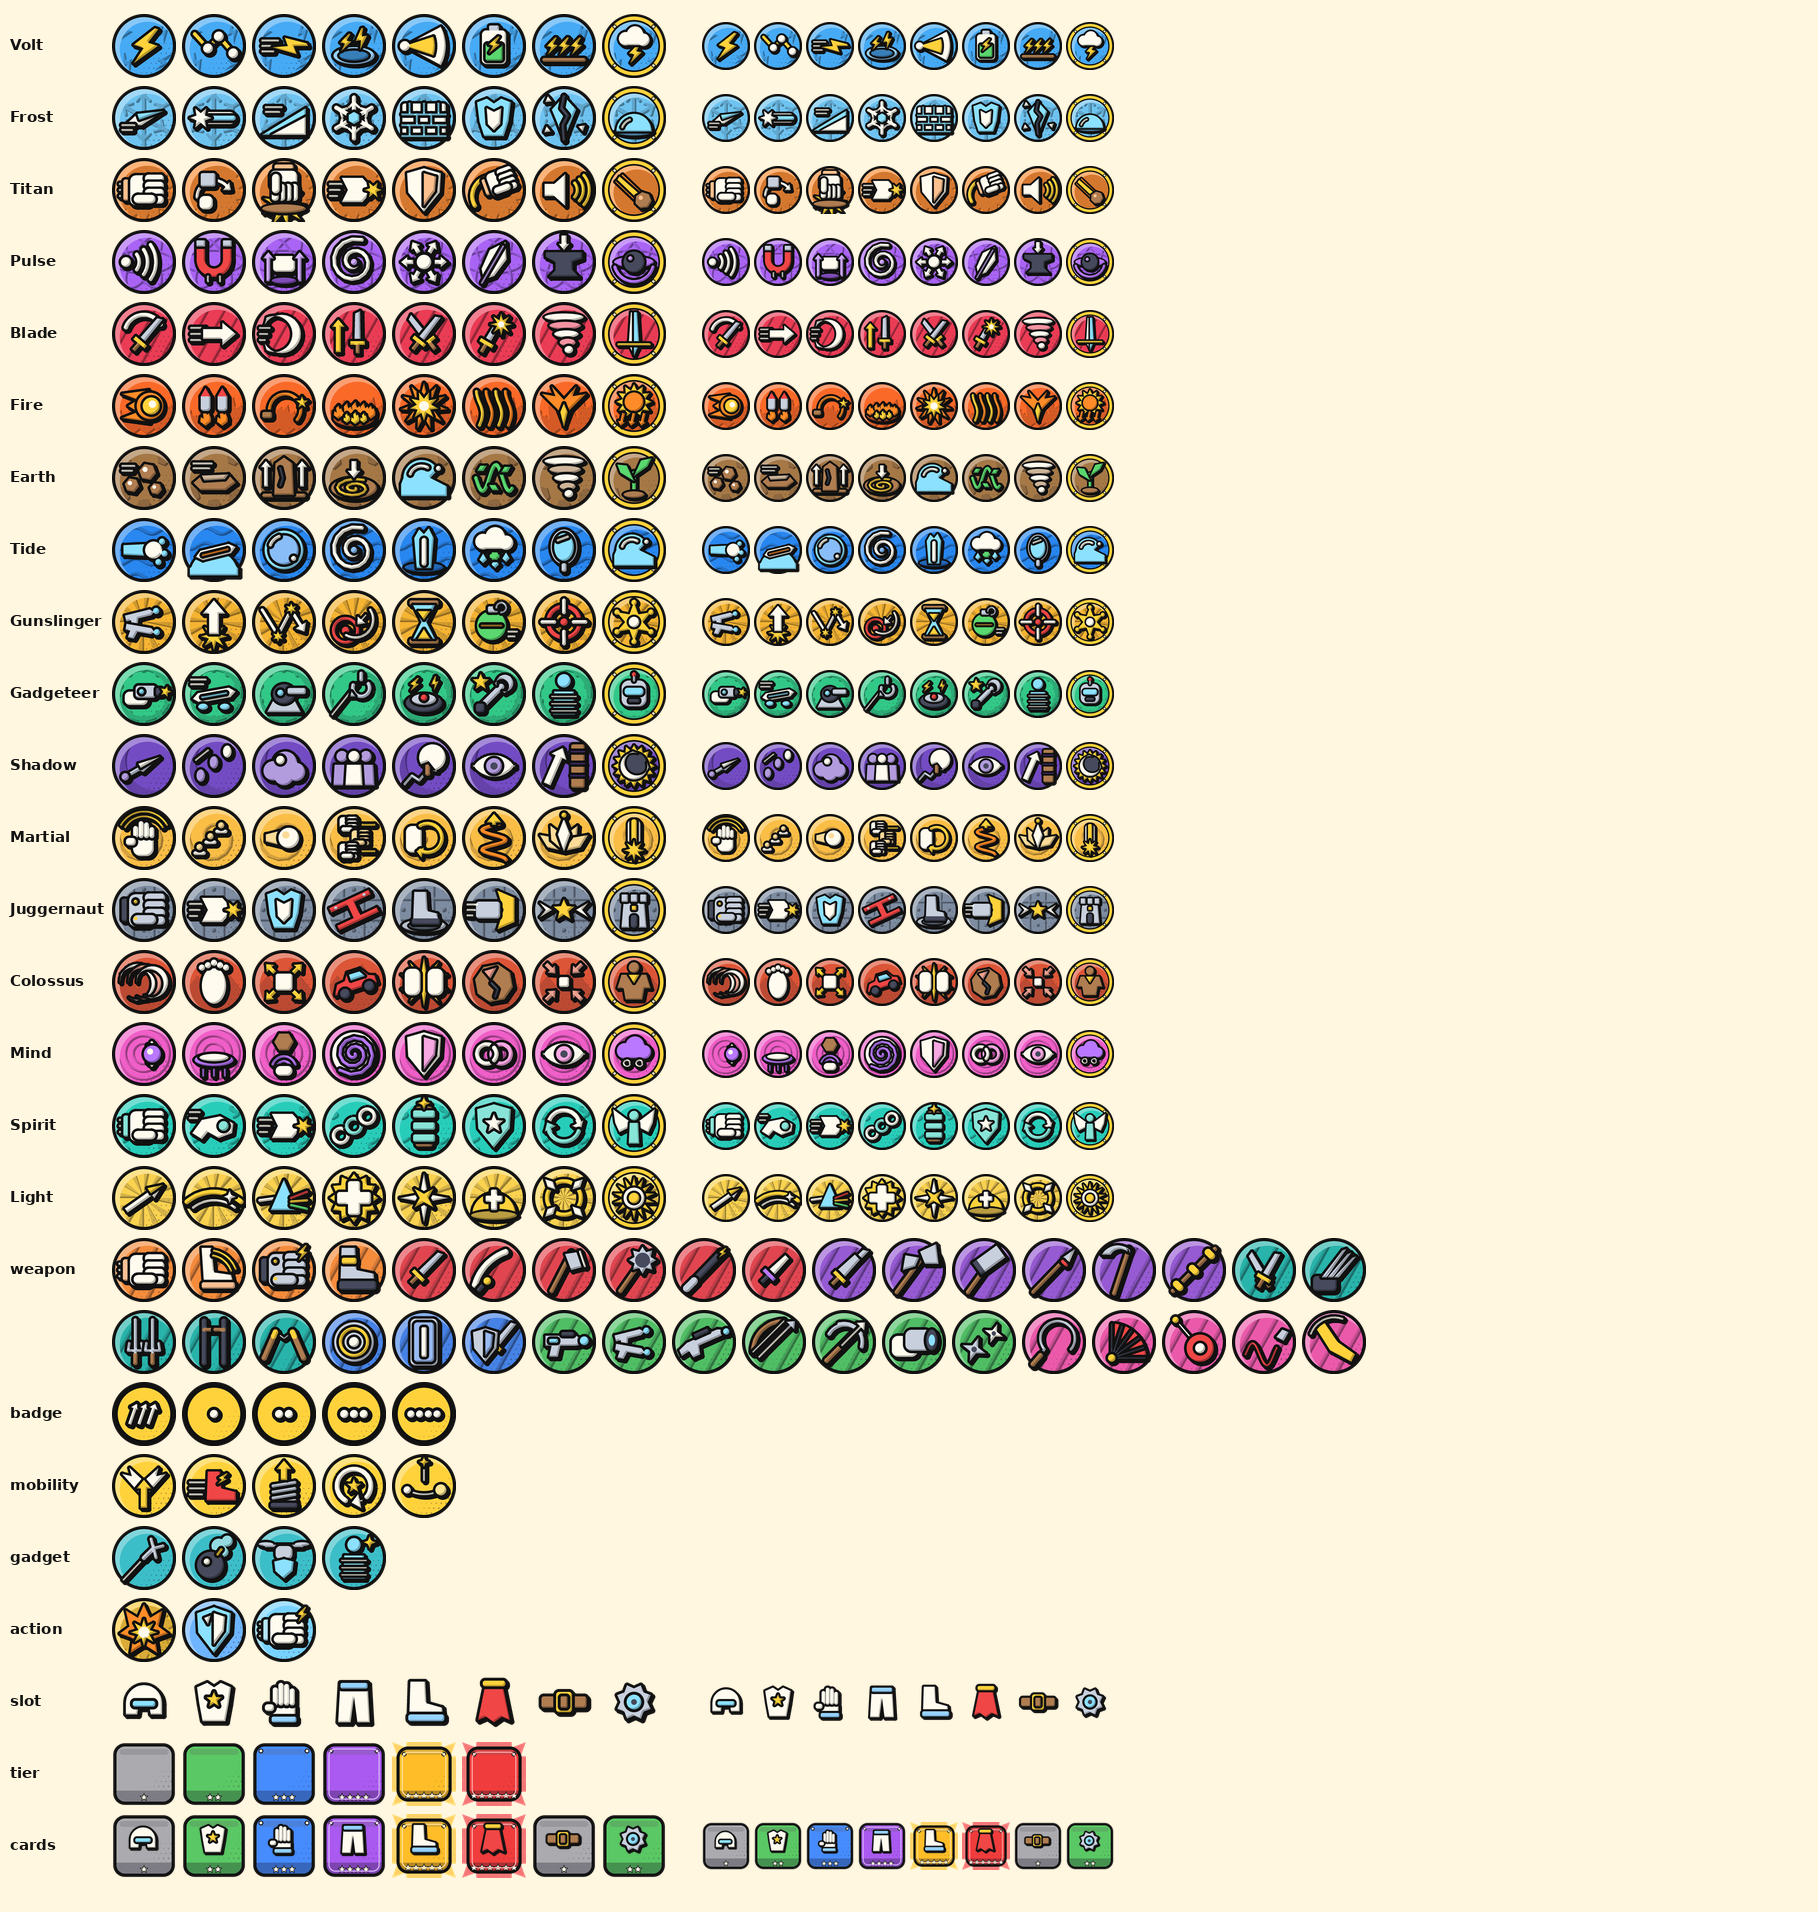 Volt
Frost
Titan
Pulse
Blade
Fire
Earth
Tide
Gunslinger
Gadgeteer
Shadow
Martial
Juggernaut
Colossus
Mind
Spirit
Light
weapon
badge
mobility
gadget
action
slot
tier
cards